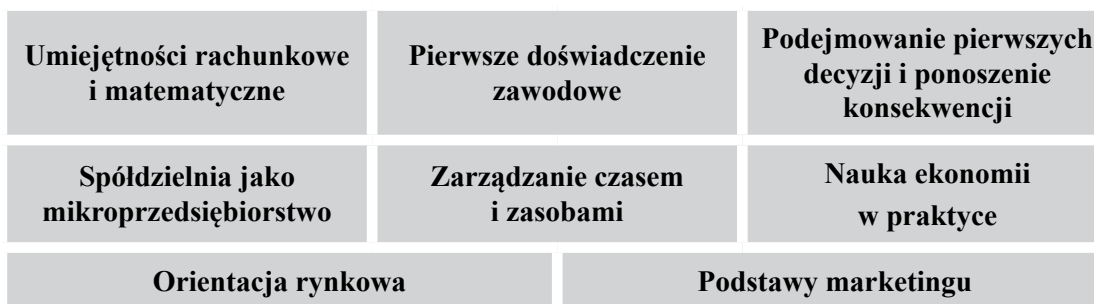 Umiejętności rachunkowe
i matematyczne
Pierwsze doświadczenie
zawodowe
Podejmowanie pierwszych
decyzji i ponoszenie
konsekwencji
Spółdzielnia jako
mikroprzedsiębiorstwo
Zarządzanie czasem
i zasobami
Nauka ekonomii
w praktyce
Orientacja rynkowa
Podstawy marketingu